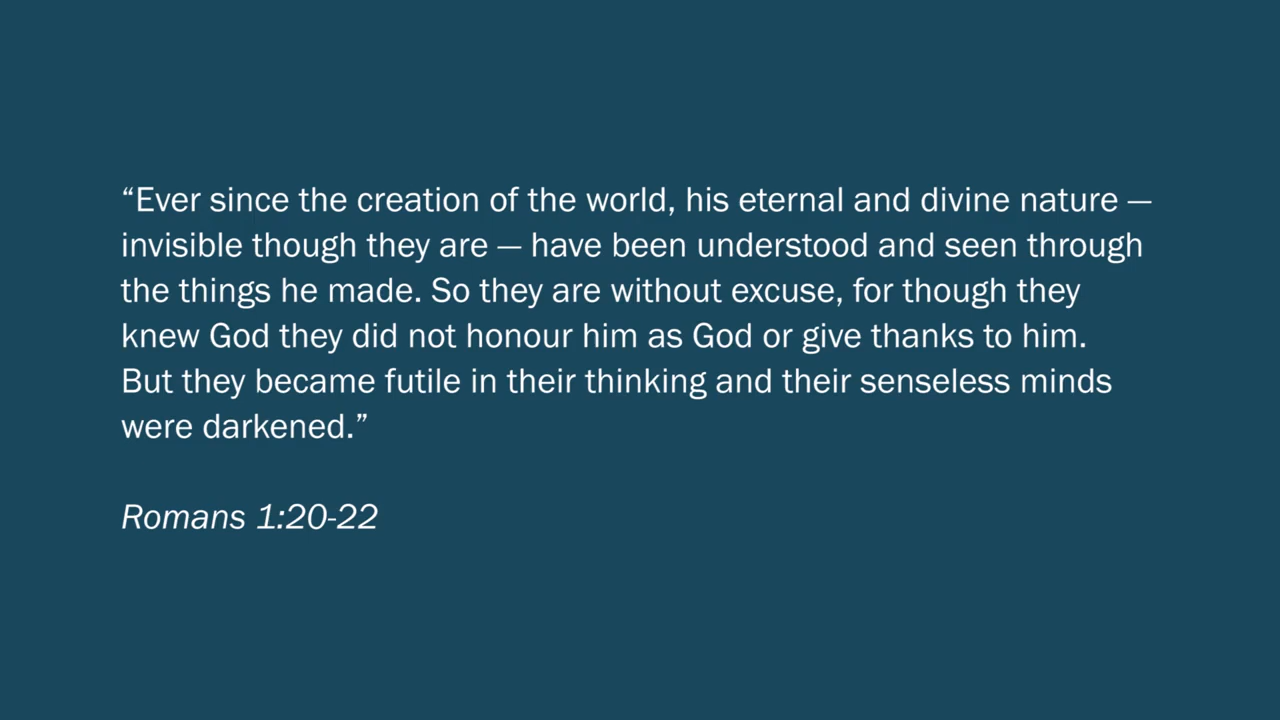 “Ever since the creation of the world, his eternal and divine nature —
invisible though they are — have been understood and seen through
the things he made. So they are without excuse, for though they
knew God they did not honour him as God or give thanks to him.
But they became futile in their thinking and their senseless minds
were darkened.”
Romans 1:20-22